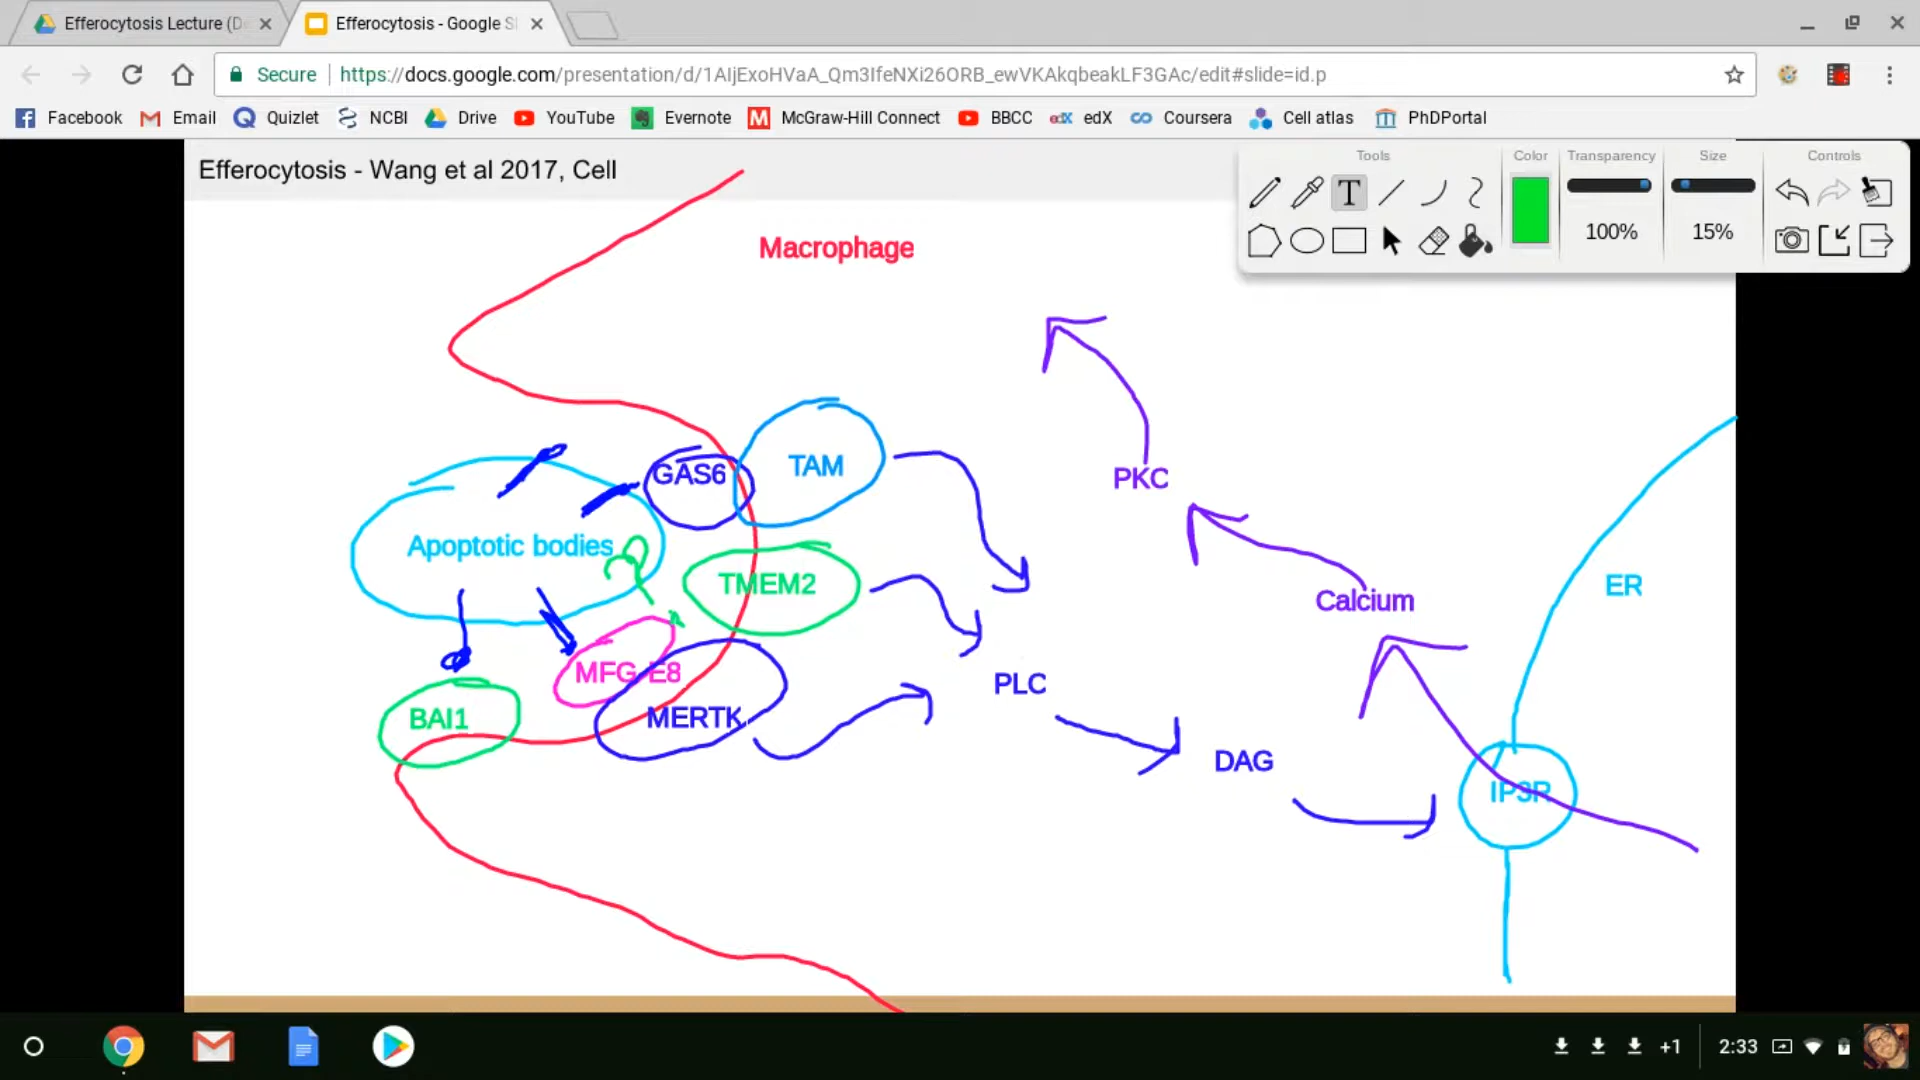 Efferocytosis Lecture (D
Efferocytosis - Google Sl
Secure
https://docs.google.com/presentation/d/1AIjExoHVaA_Qm3IfeNXi26ORB_ewVKAkqbeakLF3GAc/edit#slide=id.p
Facebook Email Quizlet NCBI Drive YouTube Evernote McGraw-Hill Connect BBCC edX Coursera Cell atlas PhDPortal
Efferocytosis - Wang et al 2017, Cell
Tools Color Transparency Size Controls
T
100% 15%
Macrophage
GAS6
TAM
PKC
Apoptotic bodies
TMEM2
Calcium
ER
MFG-E8
PLC
BAI1
MERTK
DAG
IP3R
+1 2:33